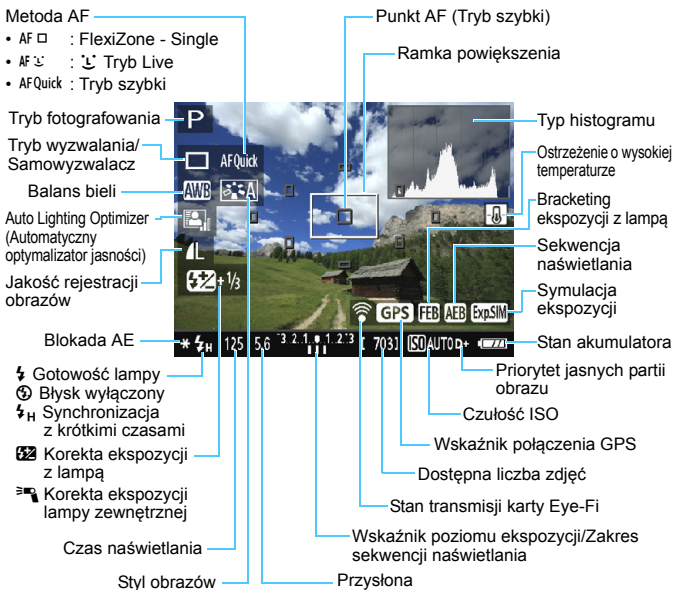 Metoda AF
• AF □ : FlexiZone - Single
• AF : Tryb Live
• AFQuick : Tryb szybki
Tryb fotografowania
Tryb wyzwalania/
Samowyzwalacz
Balans bieli
Auto Lighting Optimizer
(Automatyczny
optymalizator jasności)
Jakość rejestracji
obrazów
Blokada AE
Gotowość lampy
Błysk wyłączony
H Synchronizacja
z krótkimi czasami
Korekta ekspozycji
z lampą
Korekta ekspozycji
lampy zewnętrznej
Czas naświetlania
Styl obrazów
Punkt AF (Tryb szybki)
Ramka powiększenia
Typ histogramu
Ostrzeżenie o wysokiej
temperaturze
Bracketing
ekspozycji z lampą
Sekwencja
naświetlania
Symulacja
ekspozycji
Stan akumulatora
Priorytet jasnych partii
obrazu
Czułość ISO
Wskaźnik połączenia GPS
Dostępna liczba zdjęć
Stan transmisji karty Eye-Fi
Wskaźnik poziomu ekspozycji/Zakres
sekwencji naświetlania
Przysłona
P
AFQuick
AWB A
L
+1/3
GPS FEB AEB Exp.SIM
H 125 5.6 -3..2..1..0..1..2..+3 [ 703] ISO AUTO D+